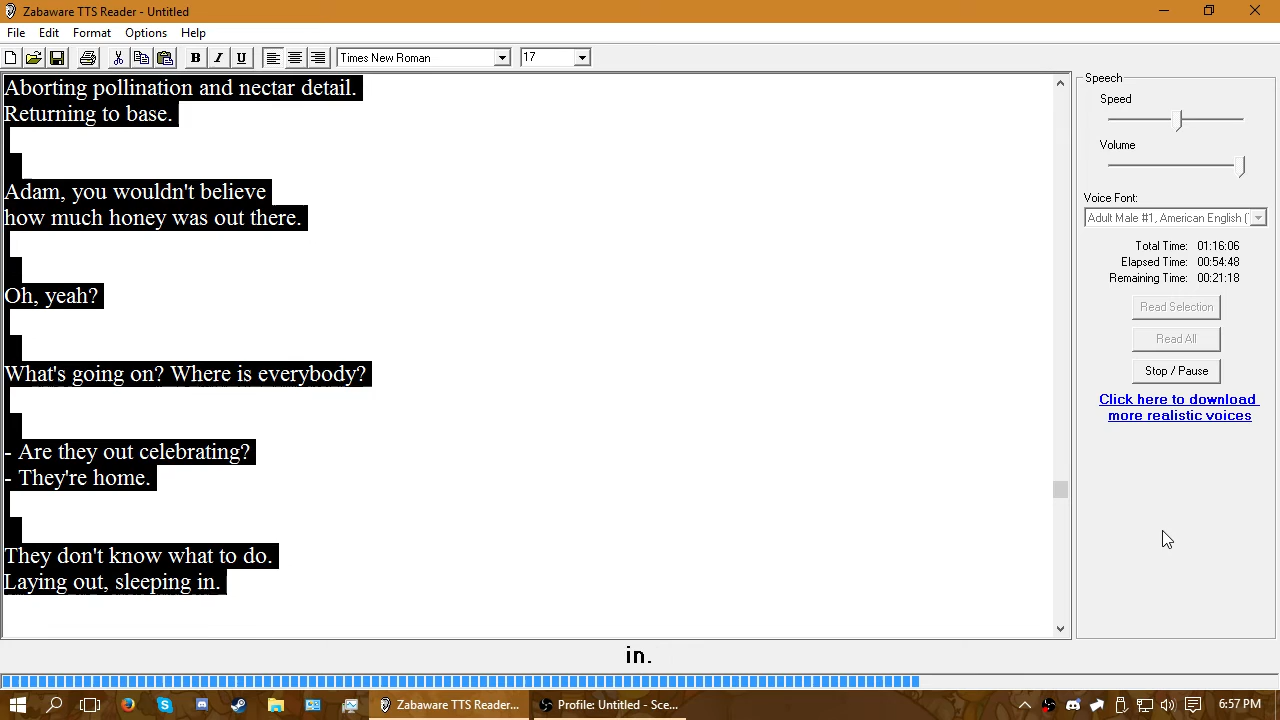 Zabaware TTS Reader - Untitled
File Edit Format Options Help
B I U Times New Roman 17
Aborting pollination and nectar detail.
Returning to base.
Adam, you wouldn't believe
how much honey was out there.
Oh, yeah?
What's going on? Where is everybody?
- Are they out celebrating?
- They're home.
They don't know what to do.
Laying out, sleeping in.
Speech
Speed
Volume
Voice Font:
Adult Male #1, American English (
Total Time: 01:16:06
Elapsed Time: 00:54:48
Remaining Time: 00:21:18
Read Selection
Read All
Stop / Pause
Click here to download
more realistic voices
in.
Zabaware TTS Reader... Profile: Untitled - Sce... 6:57 PM